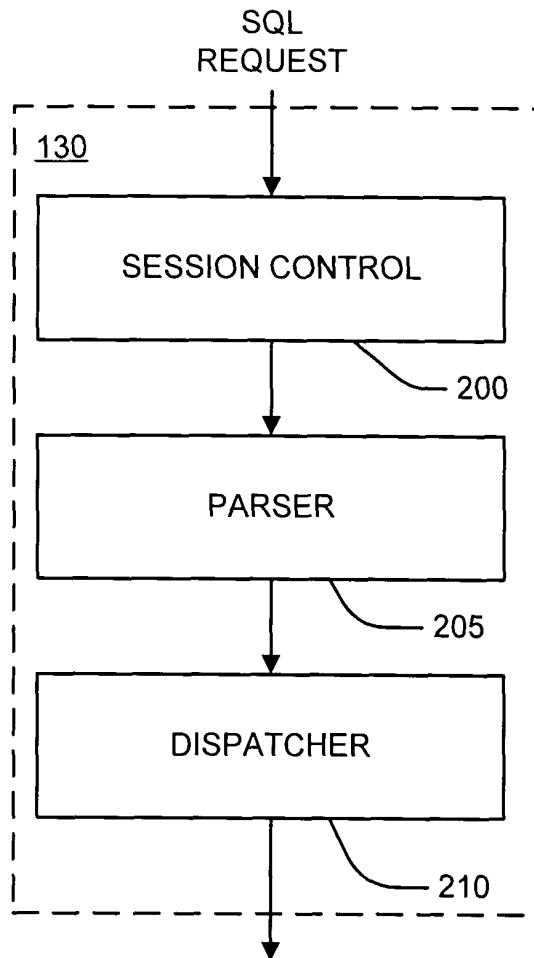 SQL
REQUEST
130
SESSION CONTROL
200
PARSER
205
DISPATCHER
210